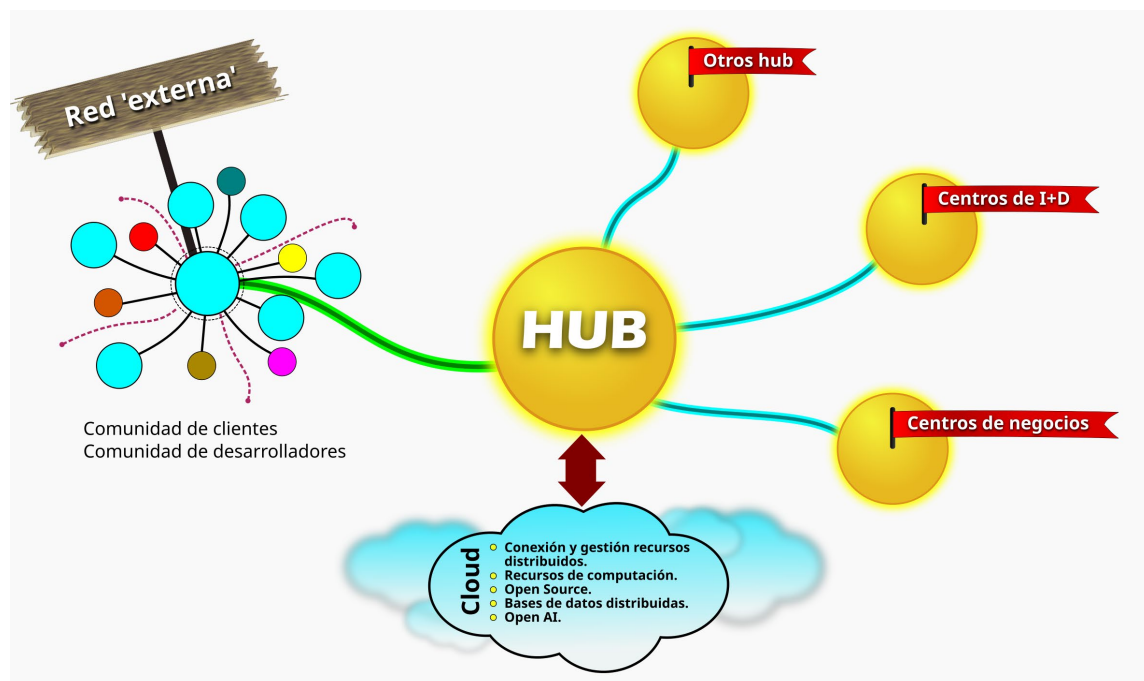 Red 'externa'
Otros hub
Centros de I+D
HUB
Centros de negocios
Comunidad de clientes
Comunidad de desarrolladores
Cloud
Conexión y gestión recursos
distribuidos.
Recursos de computación.
Open Source.
Bases de datos distribuidas.
Open AI.